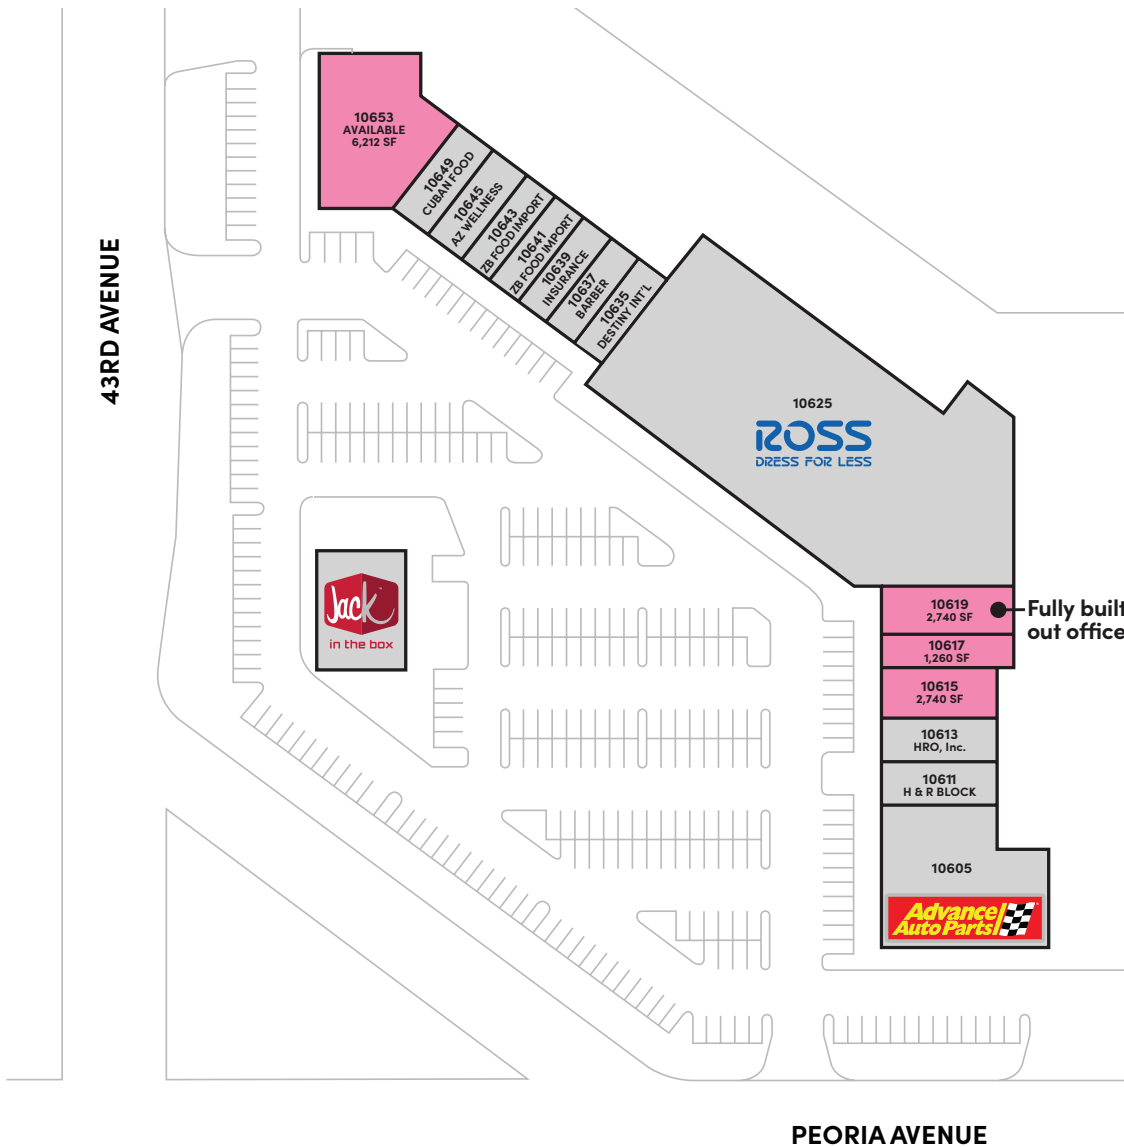 10653
AVAILABLE
6,212 SF
10649
CUBAN FOOD
10645
AZ WELLNESS
10643
ZB FOOD IMPORT
10641
ZB FOOD IMPORT
10639
INSURANCE
10637
BARBER
10635
DESTINY INT'L
43RD AVENUE
10625
ROSS
DRESS FOR LESS
Jack
in the box
10619
2,740 SF
Fully built
out office
10617
1,260 SF
10615
2,740 SF
10613
HRO, Inc.
10611
H & R BLOCK
10605
Advance
Auto Parts
PEORIA AVENUE